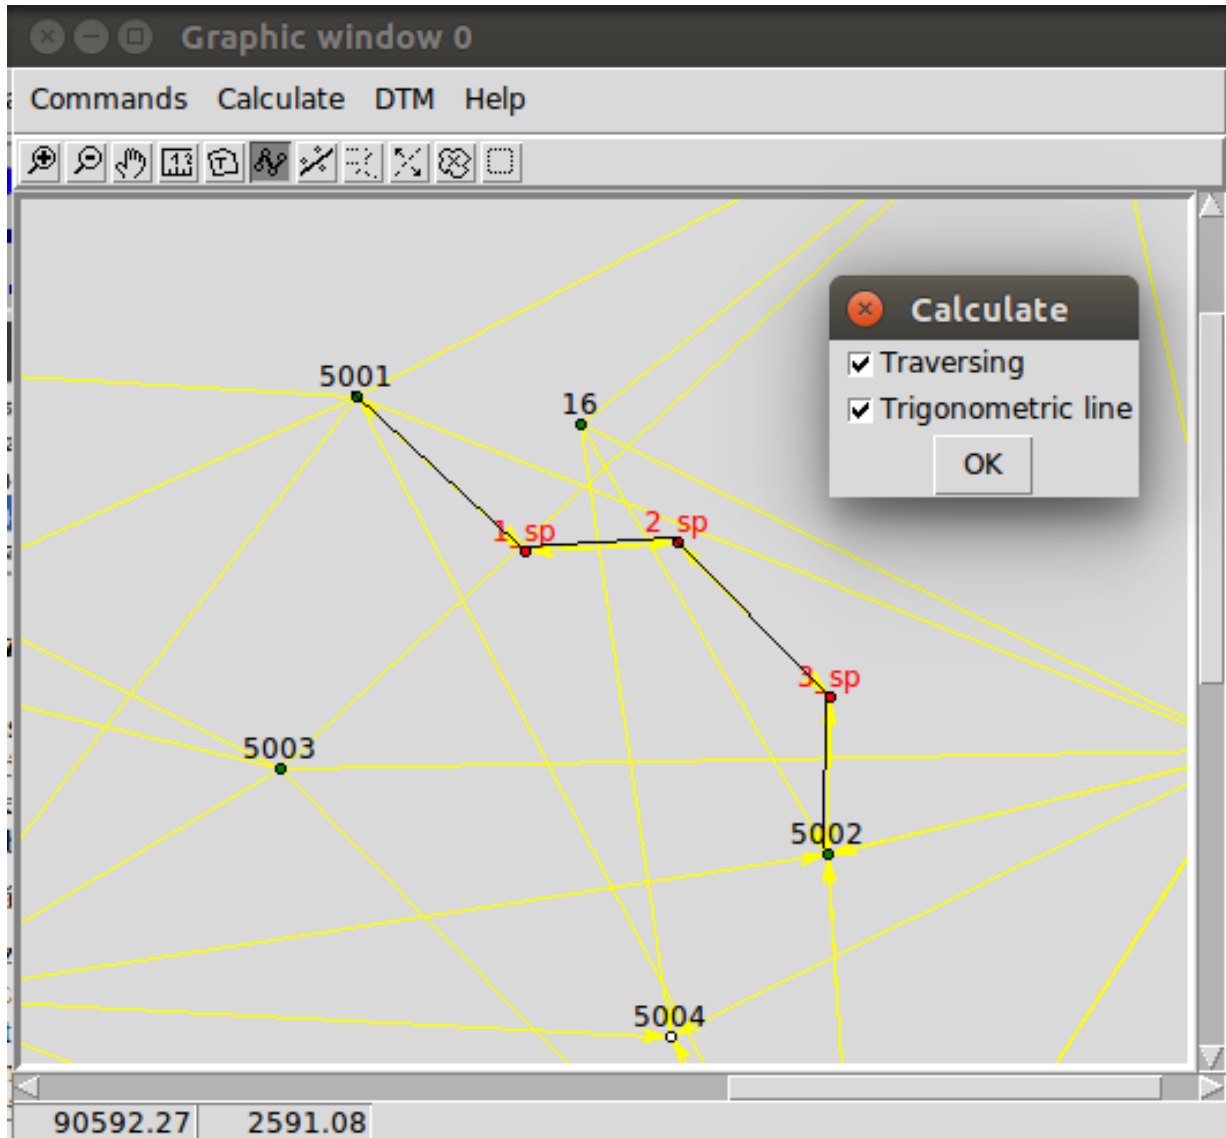 Graphic window 0
Commands Calculate DTM Help
Calculate
Traversing
Trigonometric line
OK
5001
16
1_sp
2_sp
3_sp
5003
5002
5004
90592.27 2591.08